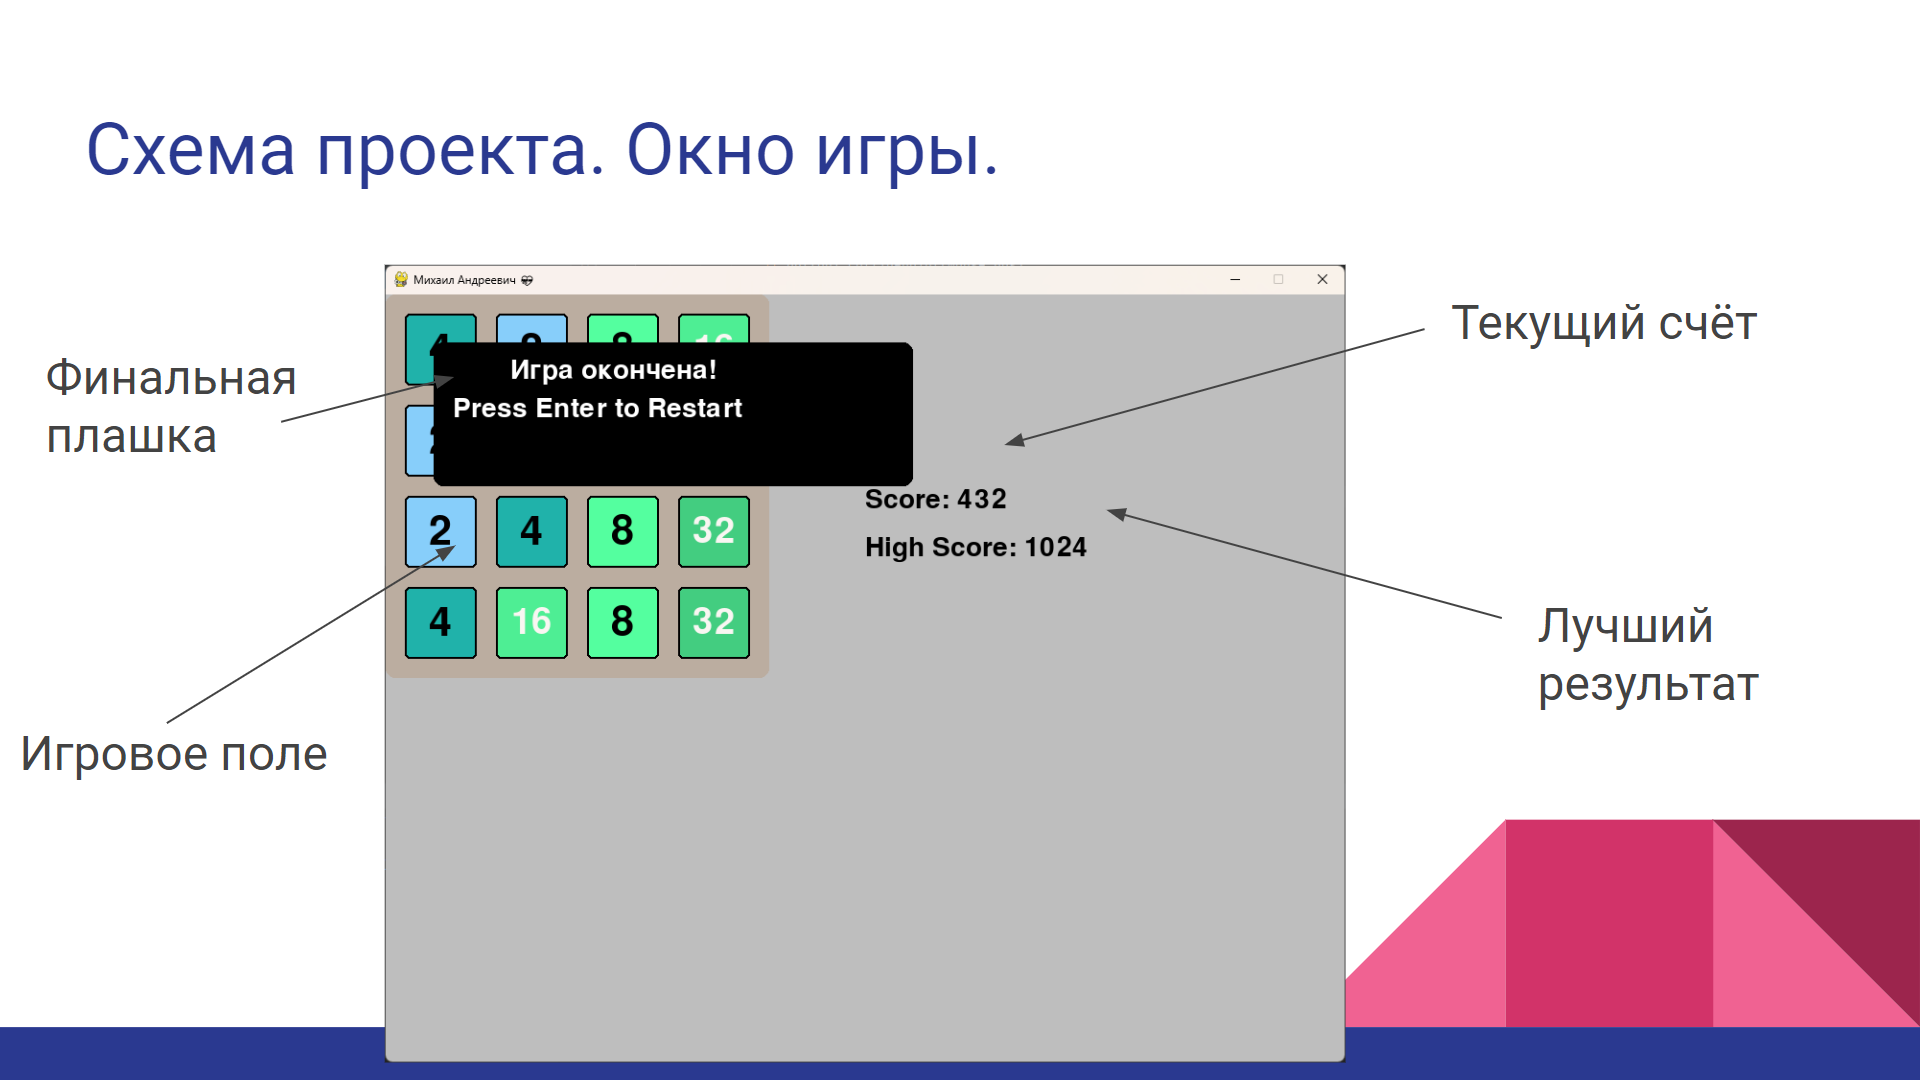 Схема проекта. Окно игры.
Михаил Андреевич
Текущий счёт
Финальная
плашка
Игра окончена!
Press Enter to Restart
Score: 432
High Score: 1024
2 4 8 32
4 16 8 32
Лучший
результат
Игровое поле